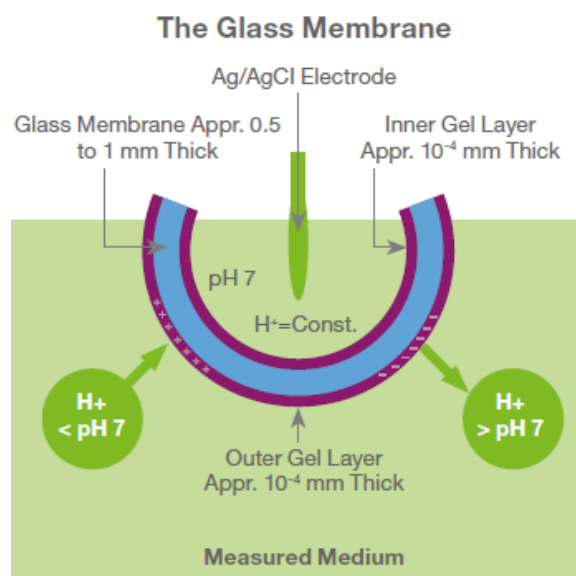 The Glass Membrane
Ag/AgCl Electrode
Glass Membrane Appr. 0.5
to 1 mm Thick
Inner Gel Layer
Appr. 10⁻⁴ mm Thick
pH 7
H⁺=Const.
+ + + + + + + +
− − − − − − − −
H+
< pH 7
H+
> pH 7
Outer Gel Layer
Appr. 10⁻⁴ mm Thick
Measured Medium